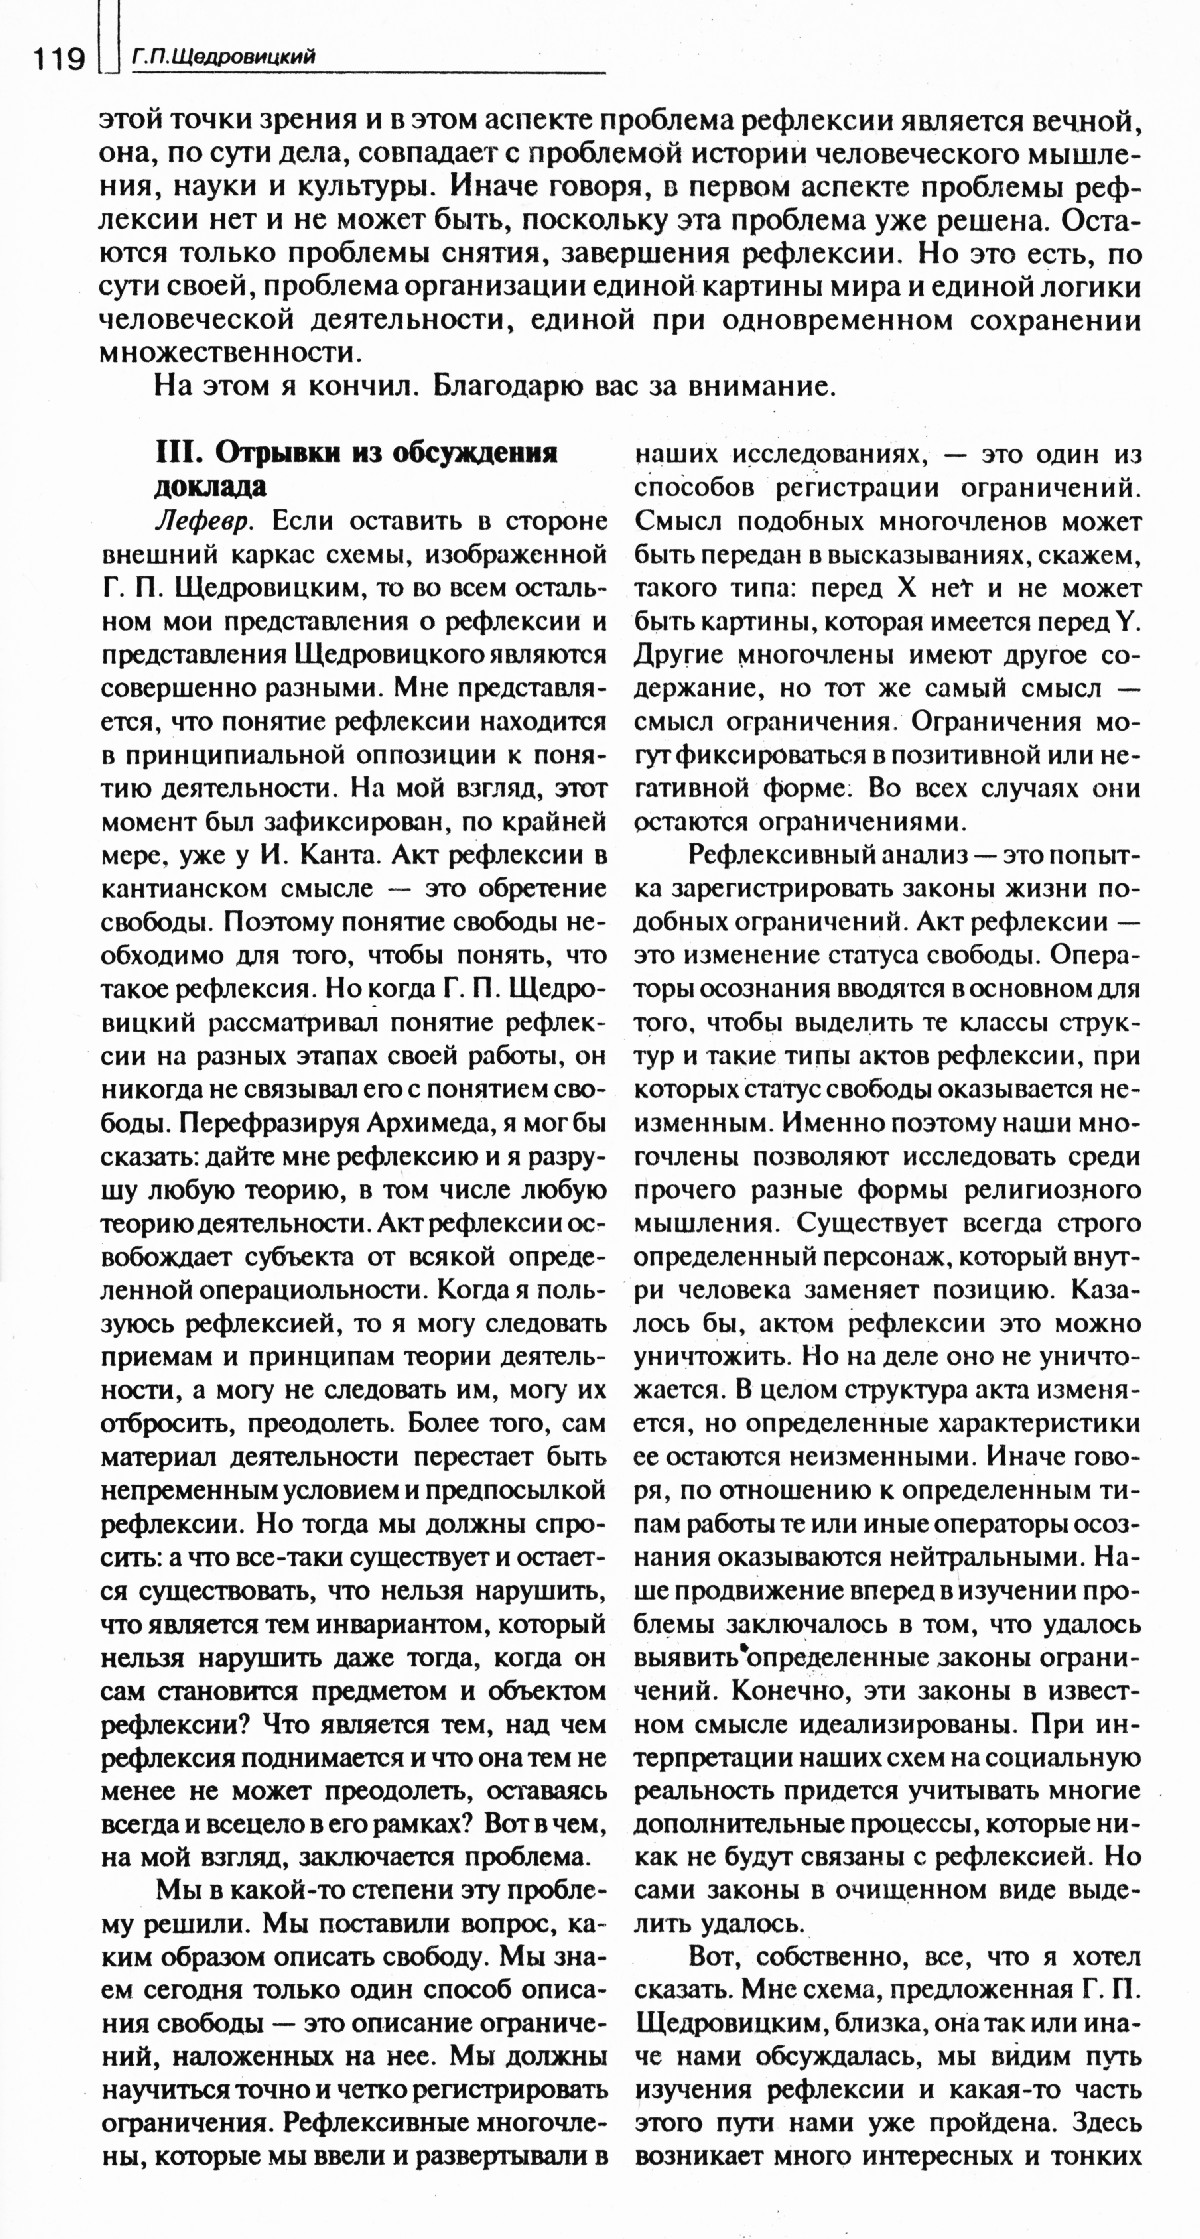 119
Г.П.Щедровицкий
этой точки зрения и в этом аспекте проблема рефлексии является вечной,
она, по сути дела, совпадает с проблемой истории человеческого мышле-
ния, науки и культуры. Иначе говоря, в первом аспекте проблемы реф-
лексии нет и не может быть, поскольку эта проблема уже решена. Оста-
ются только проблемы снятия, завершения рефлексии. Но это есть, по
сути своей, проблема организации единой картины мира и единой логики
человеческой деятельности, единой при одновременном сохранении
множественности.
На этом я кончил. Благодарю вас за внимание.
III. Отрывки из обсуждения
доклада
Лефевр. Если оставить в стороне
внешний каркас схемы, изображенной
Г. П. Щедровицким, то во всем осталь-
ном мои представления о рефлексии и
представления Щедровицкого являются
совершенно разными. Мне представля-
ется, что понятие рефлексии находится
в принципиальной оппозиции к поня-
тию деятельности. На мой взгляд, этот
момент был зафиксирован, по крайней
мере, уже у И. Канта. Акт рефлексии в
кантианском смысле — это обретение
свободы. Поэтому понятие свободы не-
обходимо для того, чтобы понять, что
такое рефлексия. Но когда Г. П. Щедро-
вицкий рассматривал понятие рефлек-
сии на разных этапах своей работы, он
никогда не связывал его с понятием сво-
боды. Перефразируя Архимеда, я мог бы
сказать: дайте мне рефлексию и я разру-
шу любую теорию, в том числе любую
теорию деятельности. Акт рефлексии ос-
вобождает субъекта от всякой опреде-
ленной операциольности. Когда я поль-
зуюсь рефлексией, то я могу следовать
приемам и принципам теории деятель-
ности, а могу не следовать им, могу их
отбросить, преодолеть. Более того, сам
материал деятельности перестает быть
непременным условием и предпосылкой
рефлексии. Но тогда мы должны спро-
сить: а что все-таки существует и остает-
ся существовать, что нельзя нарушить,
что является тем инвариантом, который
нельзя нарушить даже тогда, когда он
сам становится предметом и объектом
рефлексии? Что является тем, над чем
рефлексия поднимается и что она тем не
менее не может преодолеть, оставаясь
всегда и всецело в его рамках? Вот в чем,
на мой взгляд, заключается проблема.
Мы в какой-то степени эту пробле-
му решили. Мы поставили вопрос, ка-
ким образом описать свободу. Мы зна-
ем сегодня только один способ описа-
ния свободы — это описание ограниче-
ний, наложенных на нее. Мы должны
научиться точно и четко регистрировать
ограничения. Рефлексивные многочле-
ны, которые мы ввели и развертывали в
наших исследованиях, — это один из
способов регистрации ограничений.
Смысл подобных многочленов может
быть передан в высказываниях, скажем,
такого типа: перед X нет и не может
быть картины, которая имеется перед Y.
Другие многочлены имеют другое со-
держание, но тот же самый смысл —
смысл ограничения. Ограничения мо-
гут фиксироваться в позитивной или не-
гативной форме. Во всех случаях они
остаются ограничениями.
Рефлексивный анализ — это попыт-
ка зарегистрировать законы жизни по-
добных ограничений. Акт рефлексии —
это изменение статуса свободы. Опера-
торы осознания вводятся в основном для
того, чтобы выделить те классы струк-
тур и такие типы актов рефлексии, при
которых статус свободы оказывается не-
изменным. Именно поэтому наши мно-
гочлены позволяют исследовать среди
прочего разные формы религиозного
мышления. Существует всегда строго
определенный персонаж, который внут-
ри человека заменяет позицию. Каза-
лось бы, актом рефлексии это можно
уничтожить. Но на деле оно не уничто-
жается. В целом структура акта изменя-
ется, но определенные характеристики
ее остаются неизменными. Иначе гово-
ря, по отношению к определенным ти-
пам работы те или иные операторы осоз-
нания оказываются нейтральными. На-
ше продвижение вперед в изучении про-
блемы заключалось в том, что удалось
выявить определенные законы ограни-
чений. Конечно, эти законы в извест-
ном смысле идеализированы. При ин-
терпретации наших схем на социальную
реальность придется учитывать многие
дополнительные процессы, которые ни-
как не будут связаны с рефлексией. Но
сами законы в очищенном виде выде-
лить удалось.
Вот, собственно, все, что я хотел
сказать. Мне схема, предложенная Г. П.
Щедровицким, близка, она так или ина-
че нами обсуждалась, мы видим путь
изучения рефлексии и какая-то часть
этого пути нами уже пройдена. Здесь
возникает много интересных и тонких